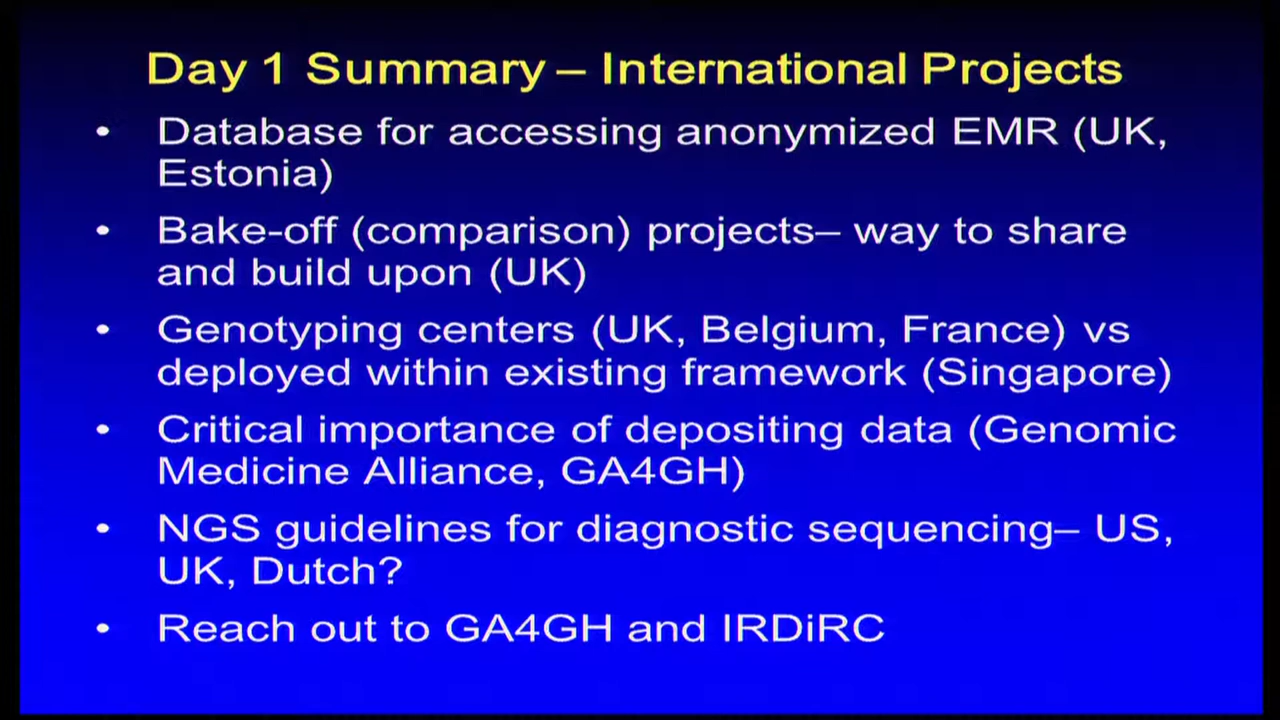 Day 1 Summary – International Projects
• Database for accessing anonymized EMR (UK,
Estonia)
• Bake-off (comparison) projects– way to share
and build upon (UK)
• Genotyping centers (UK, Belgium, France) vs
deployed within existing framework (Singapore)
• Critical importance of depositing data (Genomic
Medicine Alliance, GA4GH)
• NGS guidelines for diagnostic sequencing– US,
UK, Dutch?
• Reach out to GA4GH and IRDiRC